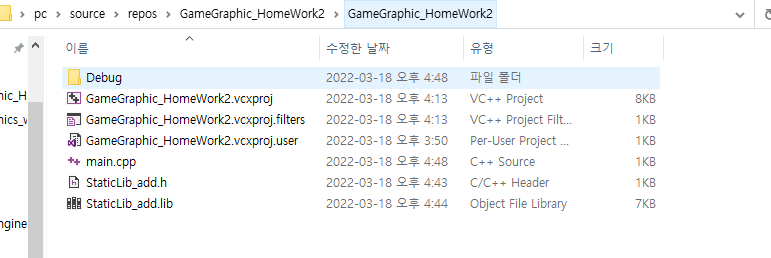 pc > source > repos > GameGraphic_HomeWork2 > GameGraphic_HomeWork2
이름 수정한 날짜 유형 크기
Debug 2022-03-18 오후 4:48 파일 폴더
GameGraphic_HomeWork2.vcxproj 2022-03-18 오후 4:13 VC++ Project 8KB
GameGraphic_HomeWork2.vcxproj.filters 2022-03-18 오후 4:13 VC++ Project Filt... 1KB
GameGraphic_HomeWork2.vcxproj.user 2022-03-18 오후 3:50 Per-User Project ... 1KB
main.cpp 2022-03-18 오후 4:48 C++ Source 1KB
StaticLib_add.h 2022-03-18 오후 4:43 C/C++ Header 1KB
StaticLib_add.lib 2022-03-18 오후 4:44 Object File Library 7KB